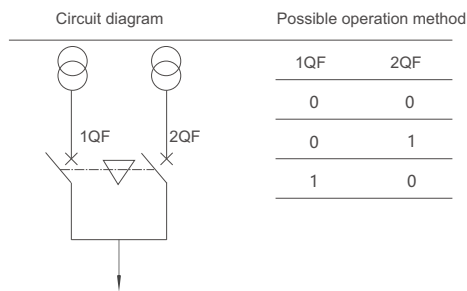 Circuit diagram Possible operation method
1QF 2QF
0 0
1QF 2QF
0 1
1 0